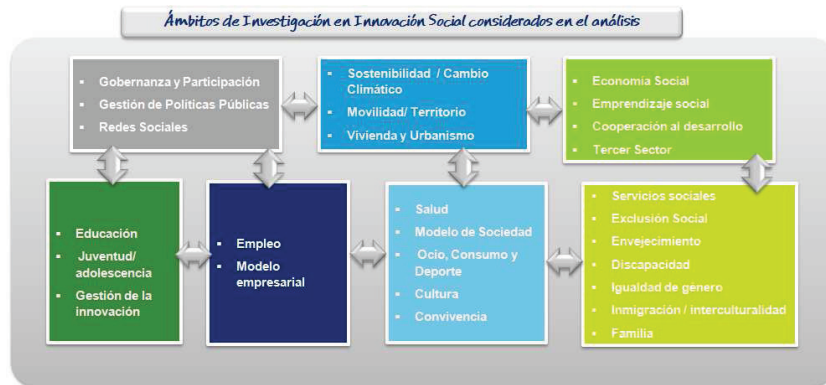 Ámbitos de Investigación en Innovación Social considerados en el análisis
▪ Gobernanza y Participación
▪ Gestión de Políticas Públicas
▪ Redes Sociales
▪ Sostenibilidad / Cambio
Climático
▪ Movilidad/ Territorio
▪ Vivienda y Urbanismo
▪ Economía Social
▪ Emprendizaje social
▪ Cooperación al desarrollo
▪ Tercer Sector
▪ Educación
▪ Juventud/
adolescencia
▪ Gestión de la
innovación
▪ Empleo
▪ Modelo
empresarial
▪ Salud
▪ Modelo de Sociedad
▪ Ocio, Consumo y
Deporte
▪ Cultura
▪ Convivencia
▪ Servicios sociales
▪ Exclusión Social
▪ Envejecimiento
▪ Discapacidad
▪ Igualdad de género
▪ Inmigración / interculturalidad
▪ Familia